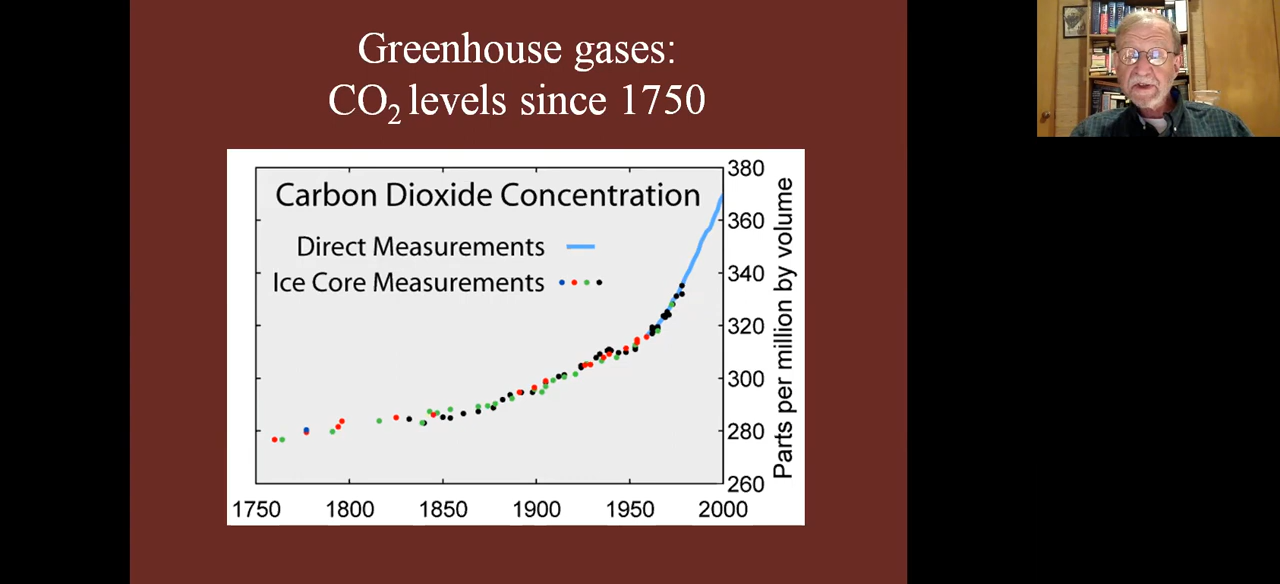 Greenhouse gases:
CO₂ levels since 1750
Carbon Dioxide Concentration
Direct Measurements
Ice Core Measurements
380
360
340
320
300
280
260
Parts per million by volume
1750 1800 1850 1900 1950 2000